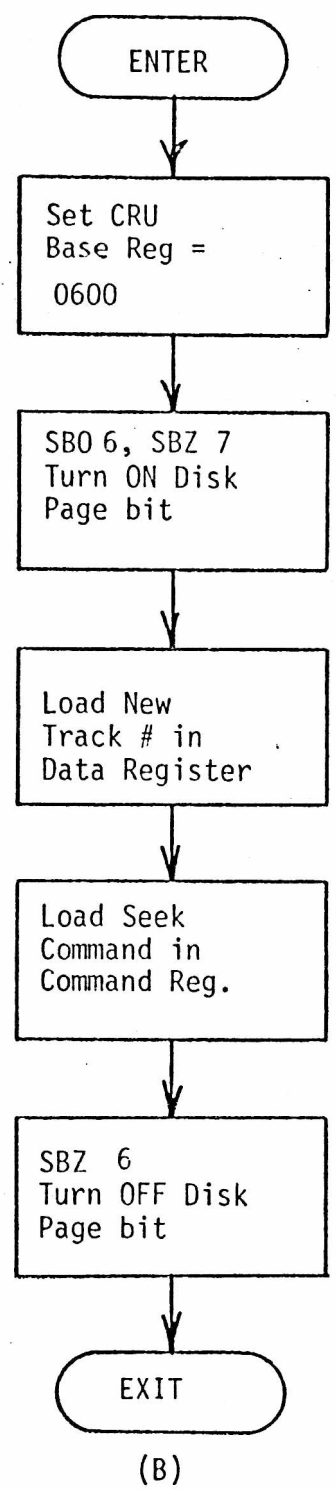 ENTER
Set CRU
Base Reg =
0600
SBO 6, SBZ 7
Turn ON Disk
Page bit
Load New
Track # in
Data Register
Load Seek
Command in
Command Reg.
SBZ 6
Turn OFF Disk
Page bit
EXIT
(B)